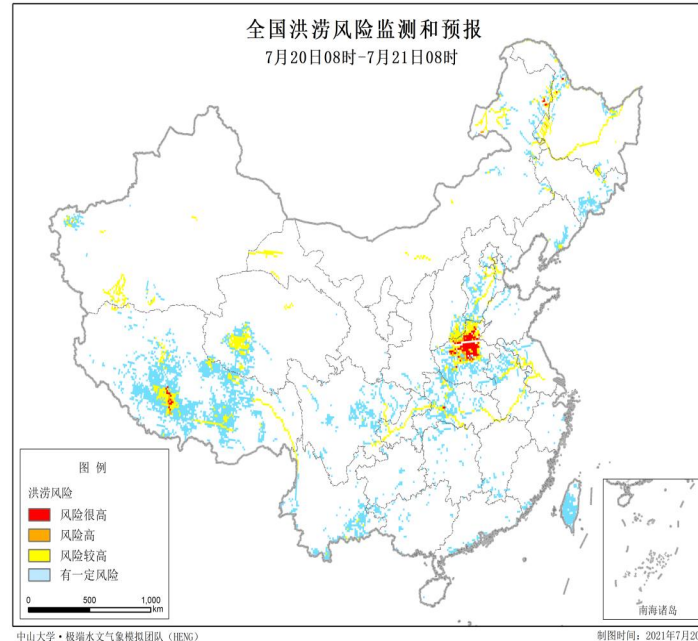 全国洪涝风险监测和预报
7月20日08时-7月21日08时
图 例
洪涝风险
风险很高
风险高
风险较高
有一定风险
0 500 1,000
km
南海诸岛
中山大学·极端水文气象模拟团队（HENG）
制图时间：2021年7月20